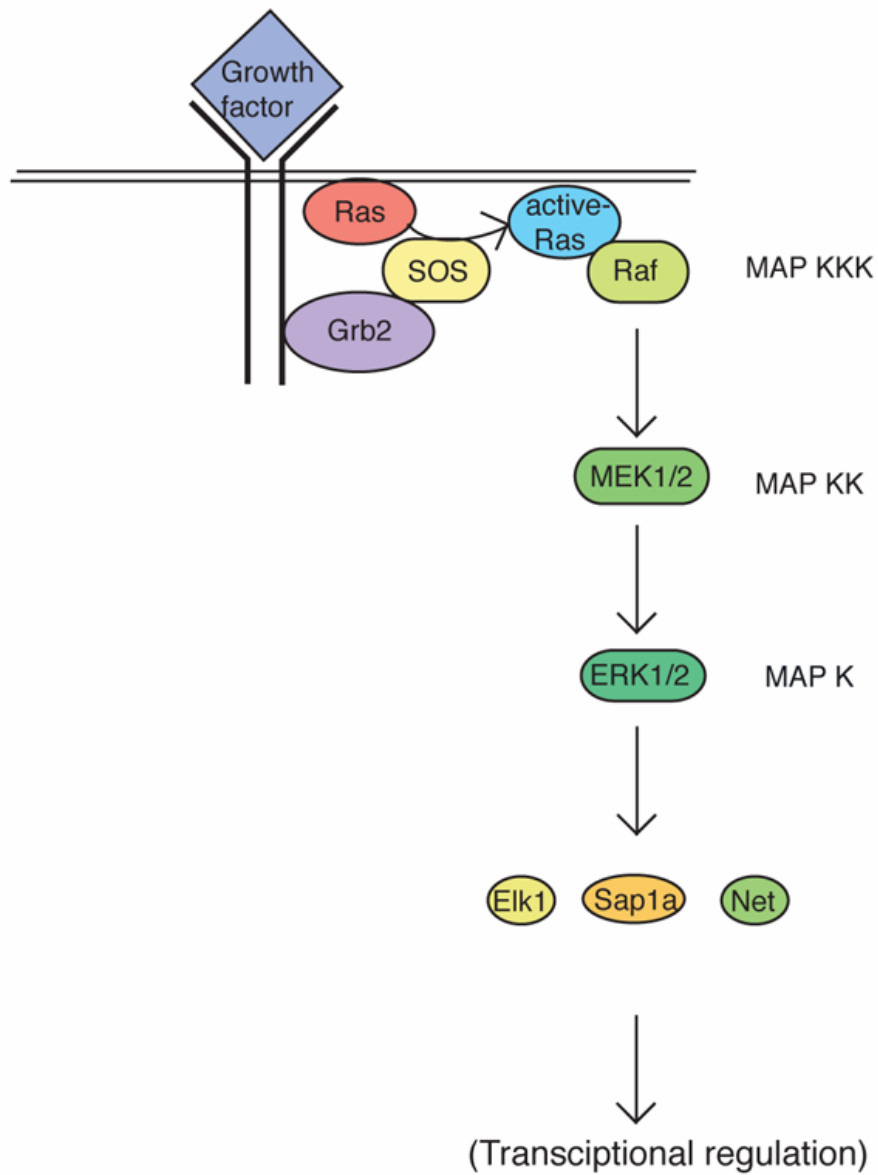 Growth
factor
Ras
active-
Ras
SOS
Raf
MAP KKK
Grb2
MEK1/2
MAP KK
ERK1/2
MAP K
Elk1
Sap1a
Net
(Transciptional regulation)